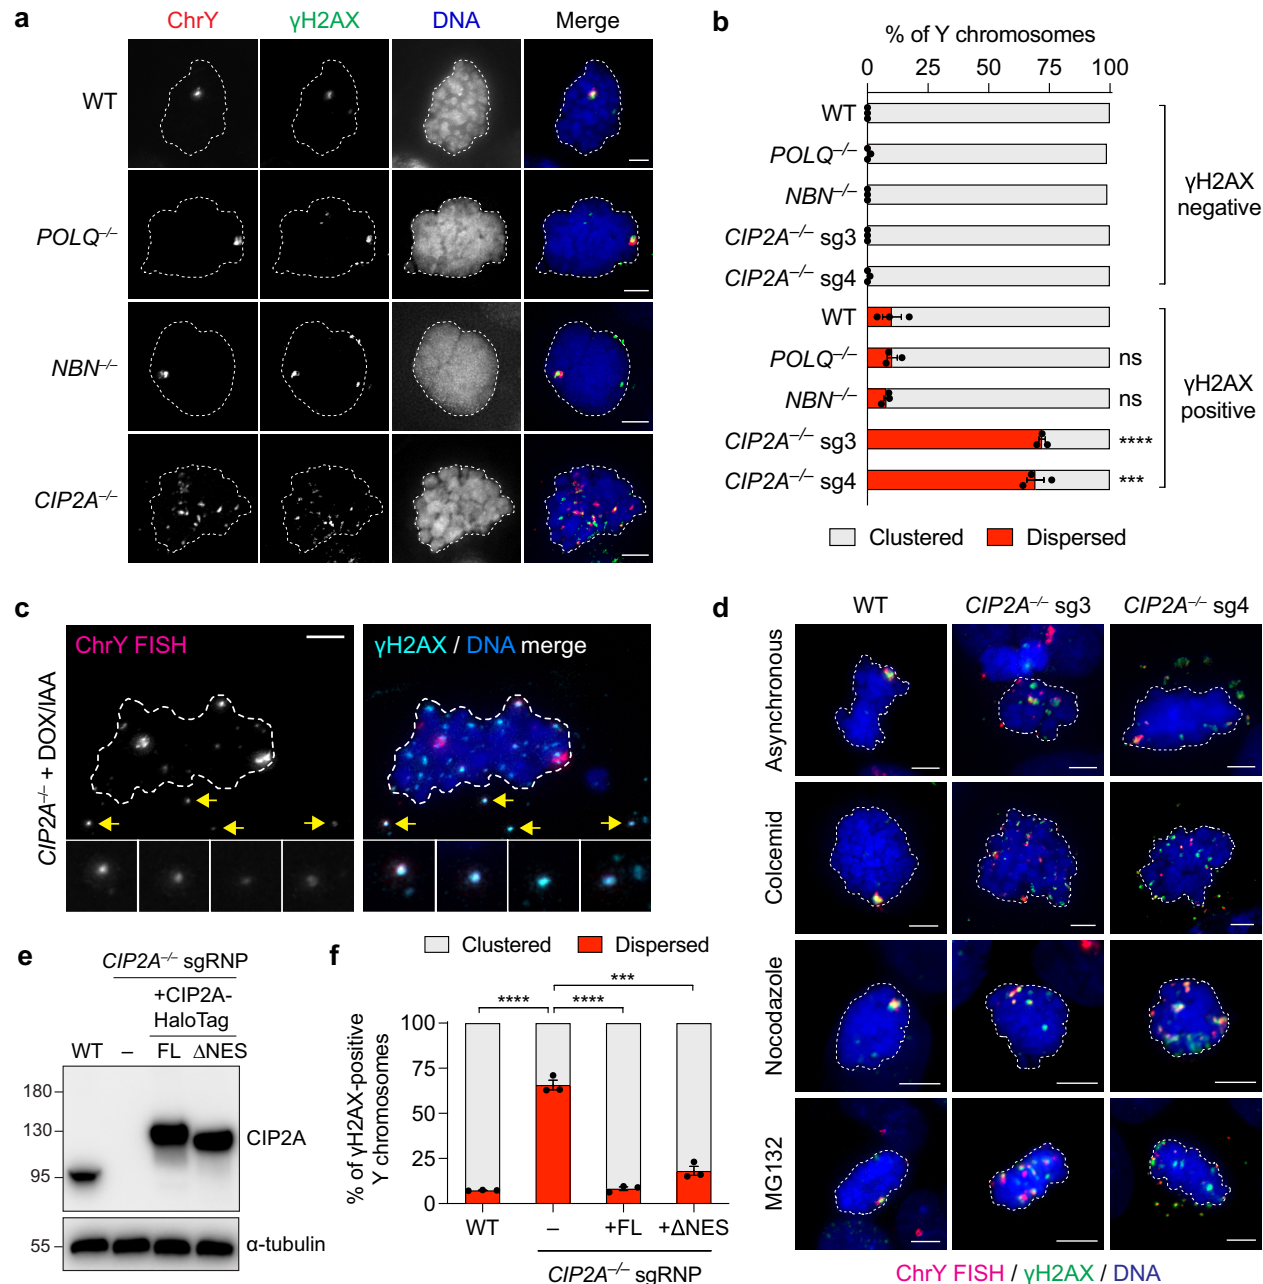 a
ChrY γH2AX DNA Merge
WT
POLQ−/−
NBN−/−
CIP2A−/−
b
% of Y chromosomes
0 25 50 75 100
WT
POLQ−/−
NBN−/−
CIP2A−/− sg3
CIP2A−/− sg4
γH2AX
negative
WT
POLQ−/− ns
NBN−/− ns
CIP2A−/− sg3 ****
CIP2A−/− sg4 ***
γH2AX
positive
Clustered Dispersed
c
CIP2A−/− + DOX/IAA
ChrY FISH
γH2AX / DNA merge
d
WT CIP2A−/− sg3 CIP2A−/− sg4
Asynchronous
Colcemid
Nocodazole
MG132
ChrY FISH / γH2AX / DNA
e
CIP2A−/− sgRNP
+CIP2A-
HaloTag
WT – FL ΔNES
180
130
CIP2A
95
55
α-tubulin
f
Clustered Dispersed
% of γH2AX-positive
Y chromosomes
***
**** ****
100
75
50
25
0
WT – +FL +ΔNES
CIP2A−/− sgRNP